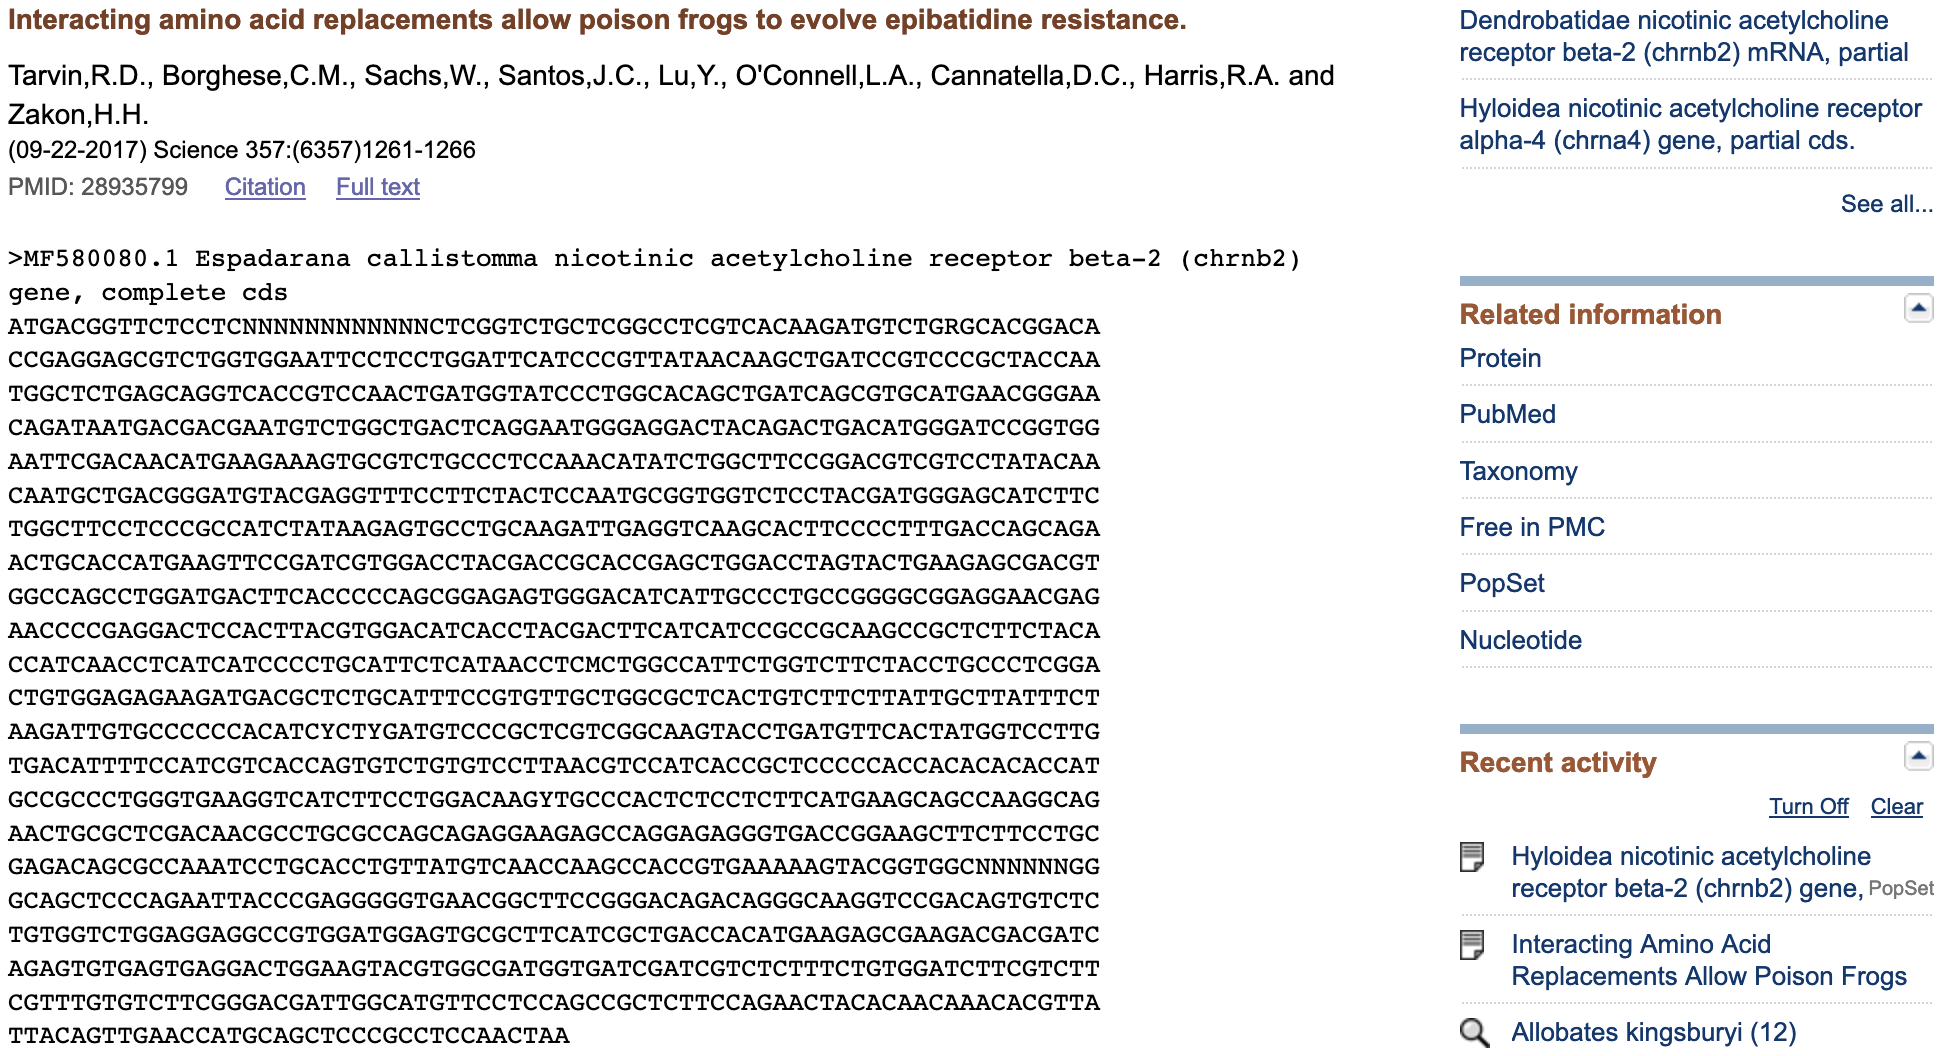 Interacting amino acid replacements allow poison frogs to evolve epibatidine resistance.
Tarvin,R.D., Borghese,C.M., Sachs,W., Santos,J.C., Lu,Y., O'Connell,L.A., Cannatella,D.C., Harris,R.A. and
Zakon,H.H.
(09-22-2017) Science 357:(6357)1261-1266
PMID: 28935799 Citation Full text
>MF580080.1 Espadarana callistomma nicotinic acetylcholine receptor beta-2 (chrnb2)
gene, complete cds
ATGACGGTTCTCCTCNNNNNNNNNNNNCTCGGTCTGCTCGGCCTCGTCACAAGATGTCTGRGCACGGACA
CCGAGGAGCGTCTGGTGGAATTCCTCCTGGATTCATCCCGTTATAACAAGCTGATCCGTCCCGCTACCAA
TGGCTCTGAGCAGGTCACCGTCCAACTGATGGTATCCCTGGCACAGCTGATCAGCGTGCATGAACGGGAA
CAGATAATGACGACGAATGTCTGGCTGACTCAGGAATGGGAGGACTACAGACTGACATGGGATCCGGTGG
AATTCGACAACATGAAGAAAGTGCGTCTGCCCTCCAAACATATCTGGCTTCCGGACGTCGTCCTATACAA
CAATGCTGACGGGATGTACGAGGTTTCCTTCTACTCCAATGCGGTGGTCTCCTACGATGGGAGCATCTTC
TGGCTTCCTCCCGCCATCTATAAGAGTGCCTGCAAGATTGAGGTCAAGCACTTCCCCTTTGACCAGCAGA
ACTGCACCATGAAGTTCCGATCGTGGACCTACGACCGCACCGAGCTGGACCTAGTACTGAAGAGCGACGT
GGCCAGCCTGGATGACTTCACCCCCAGCGGAGAGTGGGACATCATTGCCCTGCCGGGGCGGAGGAACGAG
AACCCCGAGGACTCCACTTACGTGGACATCACCTACGACTTCATCATCCGCCGCAAGCCGCTCTTCTACA
CCATCAACCTCATCATCCCCTGCATTCTCATAACCTCMCTGGCCATTCTGGTCTTCTACCTGCCCTCGGA
CTGTGGAGAGAAGATGACGCTCTGCATTTCCGTGTTGCTGGCGCTCACTGTCTTCTTATTGCTTATTTCT
AAGATTGTGCCCCCCACATCYCTYGATGTCCCGCTCGTCGGCAAGTACCTGATGTTCACTATGGTCCTTG
TGACATTTTCCATCGTCACCAGTGTCTGTGTCCTTAACGTCCATCACCGCTCCCCCACCACACACACCAT
GCCGCCCTGGGTGAAGGTCATCTTCCTGGACAAGYTGCCCACTCTCCTCTTCATGAAGCAGCCAAGGCAG
AACTGCGCTCGACAACGCCTGCGCCAGCAGAGGAAGAGCCAGGAGAGGGTGACCGGAAGCTTCTTCCTGC
GAGACAGCGCCAAATCCTGCACCTGTTATGTCAACCAAGCCACCGTGAAAAAGTACGGTGGCNNNNNNGG
GCAGCTCCCAGAATTACCCGAGGGGGTGAACGGCTTCCGGGACAGACAGGGCAAGGTCCGACAGTGTCTC
TGTGGTCTGGAGGAGGCCGTGGATGGAGTGCGCTTCATCGCTGACCACATGAAGAGCGAAGACGACGATC
AGAGTGTGAGTGAGGACTGGAAGTACGTGGCGATGGTGATCGATCGTCTCTTTCTGTGGATCTTCGTCTT
CGTTTGTGTCTTCGGGACGATTGGCATGTTCCTCCAGCCGCTCTTCCAGAACTACACAACAAACACGTTA
TTACAGTTGAACCATGCAGCTCCCGCCTCCAACTAA
Dendrobatidae nicotinic acetylcholine
receptor beta-2 (chrnb2) mRNA, partial
Hyloidea nicotinic acetylcholine receptor
alpha-4 (chrna4) gene, partial cds.
See all...
Related information
Protein
PubMed
Taxonomy
Free in PMC
PopSet
Nucleotide
Recent activity
Turn Off Clear
Hyloidea nicotinic acetylcholine
receptor beta-2 (chrnb2) gene, PopSet
Interacting Amino Acid
Replacements Allow Poison Frogs
Allobates kingsburyi (12)